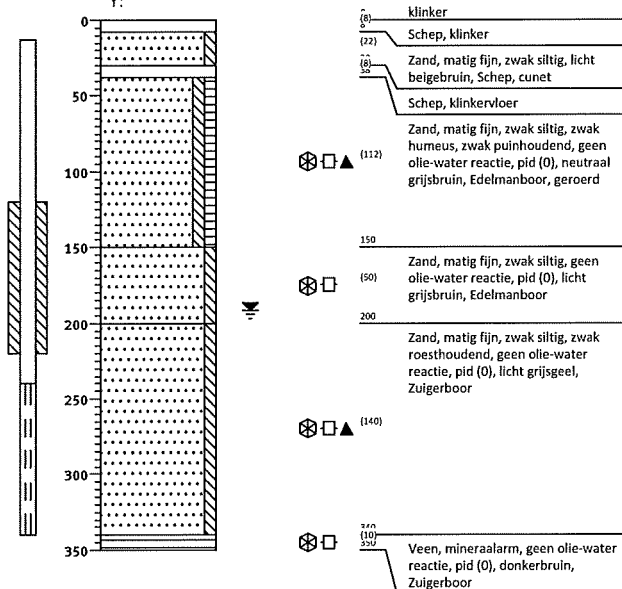 Y:
0
50
100
150
200
250
300
350
klinker
(8)
Schep, klinker
(22)
Zand, matig fijn, zwak siltig, licht
beigebruin, Schep, cunet
(8)
Schep, klinkervloer
Zand, matig fijn, zwak siltig, zwak
humeus, zwak puinhoudend, geen
olie-water reactie, pid (0), neutraal
grijsbruin, Edelmanboor, geroerd
(112)
150
Zand, matig fijn, zwak siltig, geen
olie-water reactie, pid (0), licht
grijsbruin, Edelmanboor
(50)
200
Zand, matig fijn, zwak siltig, zwak
roesthoudend, geen olie-water
reactie, pid (0), licht grijsgeel,
Zuigerboor
(140)
340
(10)
350
Veen, mineraalarm, geen olie-water
reactie, pid (0), donkerbruin,
Zuigerboor